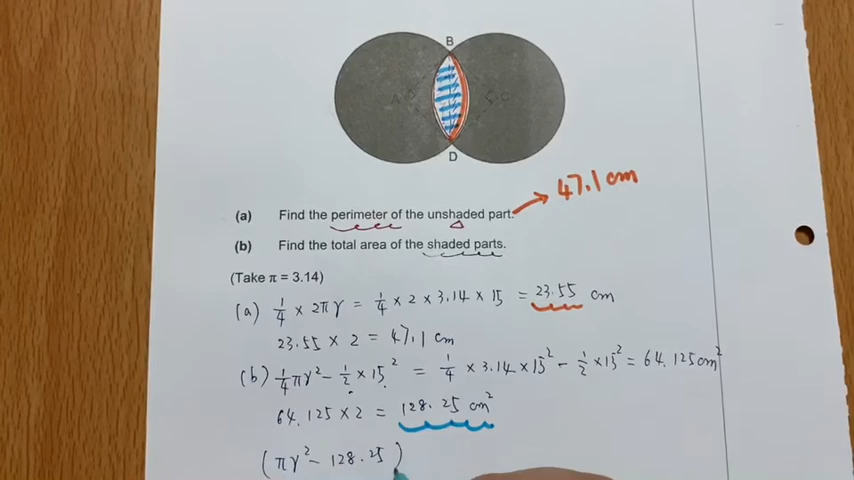 B
A
C
D
47.1 cm
(a) Find the perimeter of the unshaded part.
(b) Find the total area of the shaded parts.
(Take π = 3.14)
(a) 1/4 × 2πr = 1/4 × 2 × 3.14 × 15 = 23.55 cm
23.55 × 2 = 47.1 cm
(b) 1/4 πr² - 1/2 × 15² = 1/4 × 3.14 × 15² - 1/2 × 15² = 64.125 cm²
64.125 × 2 = 128.25 cm²
(πr² - 128.25)